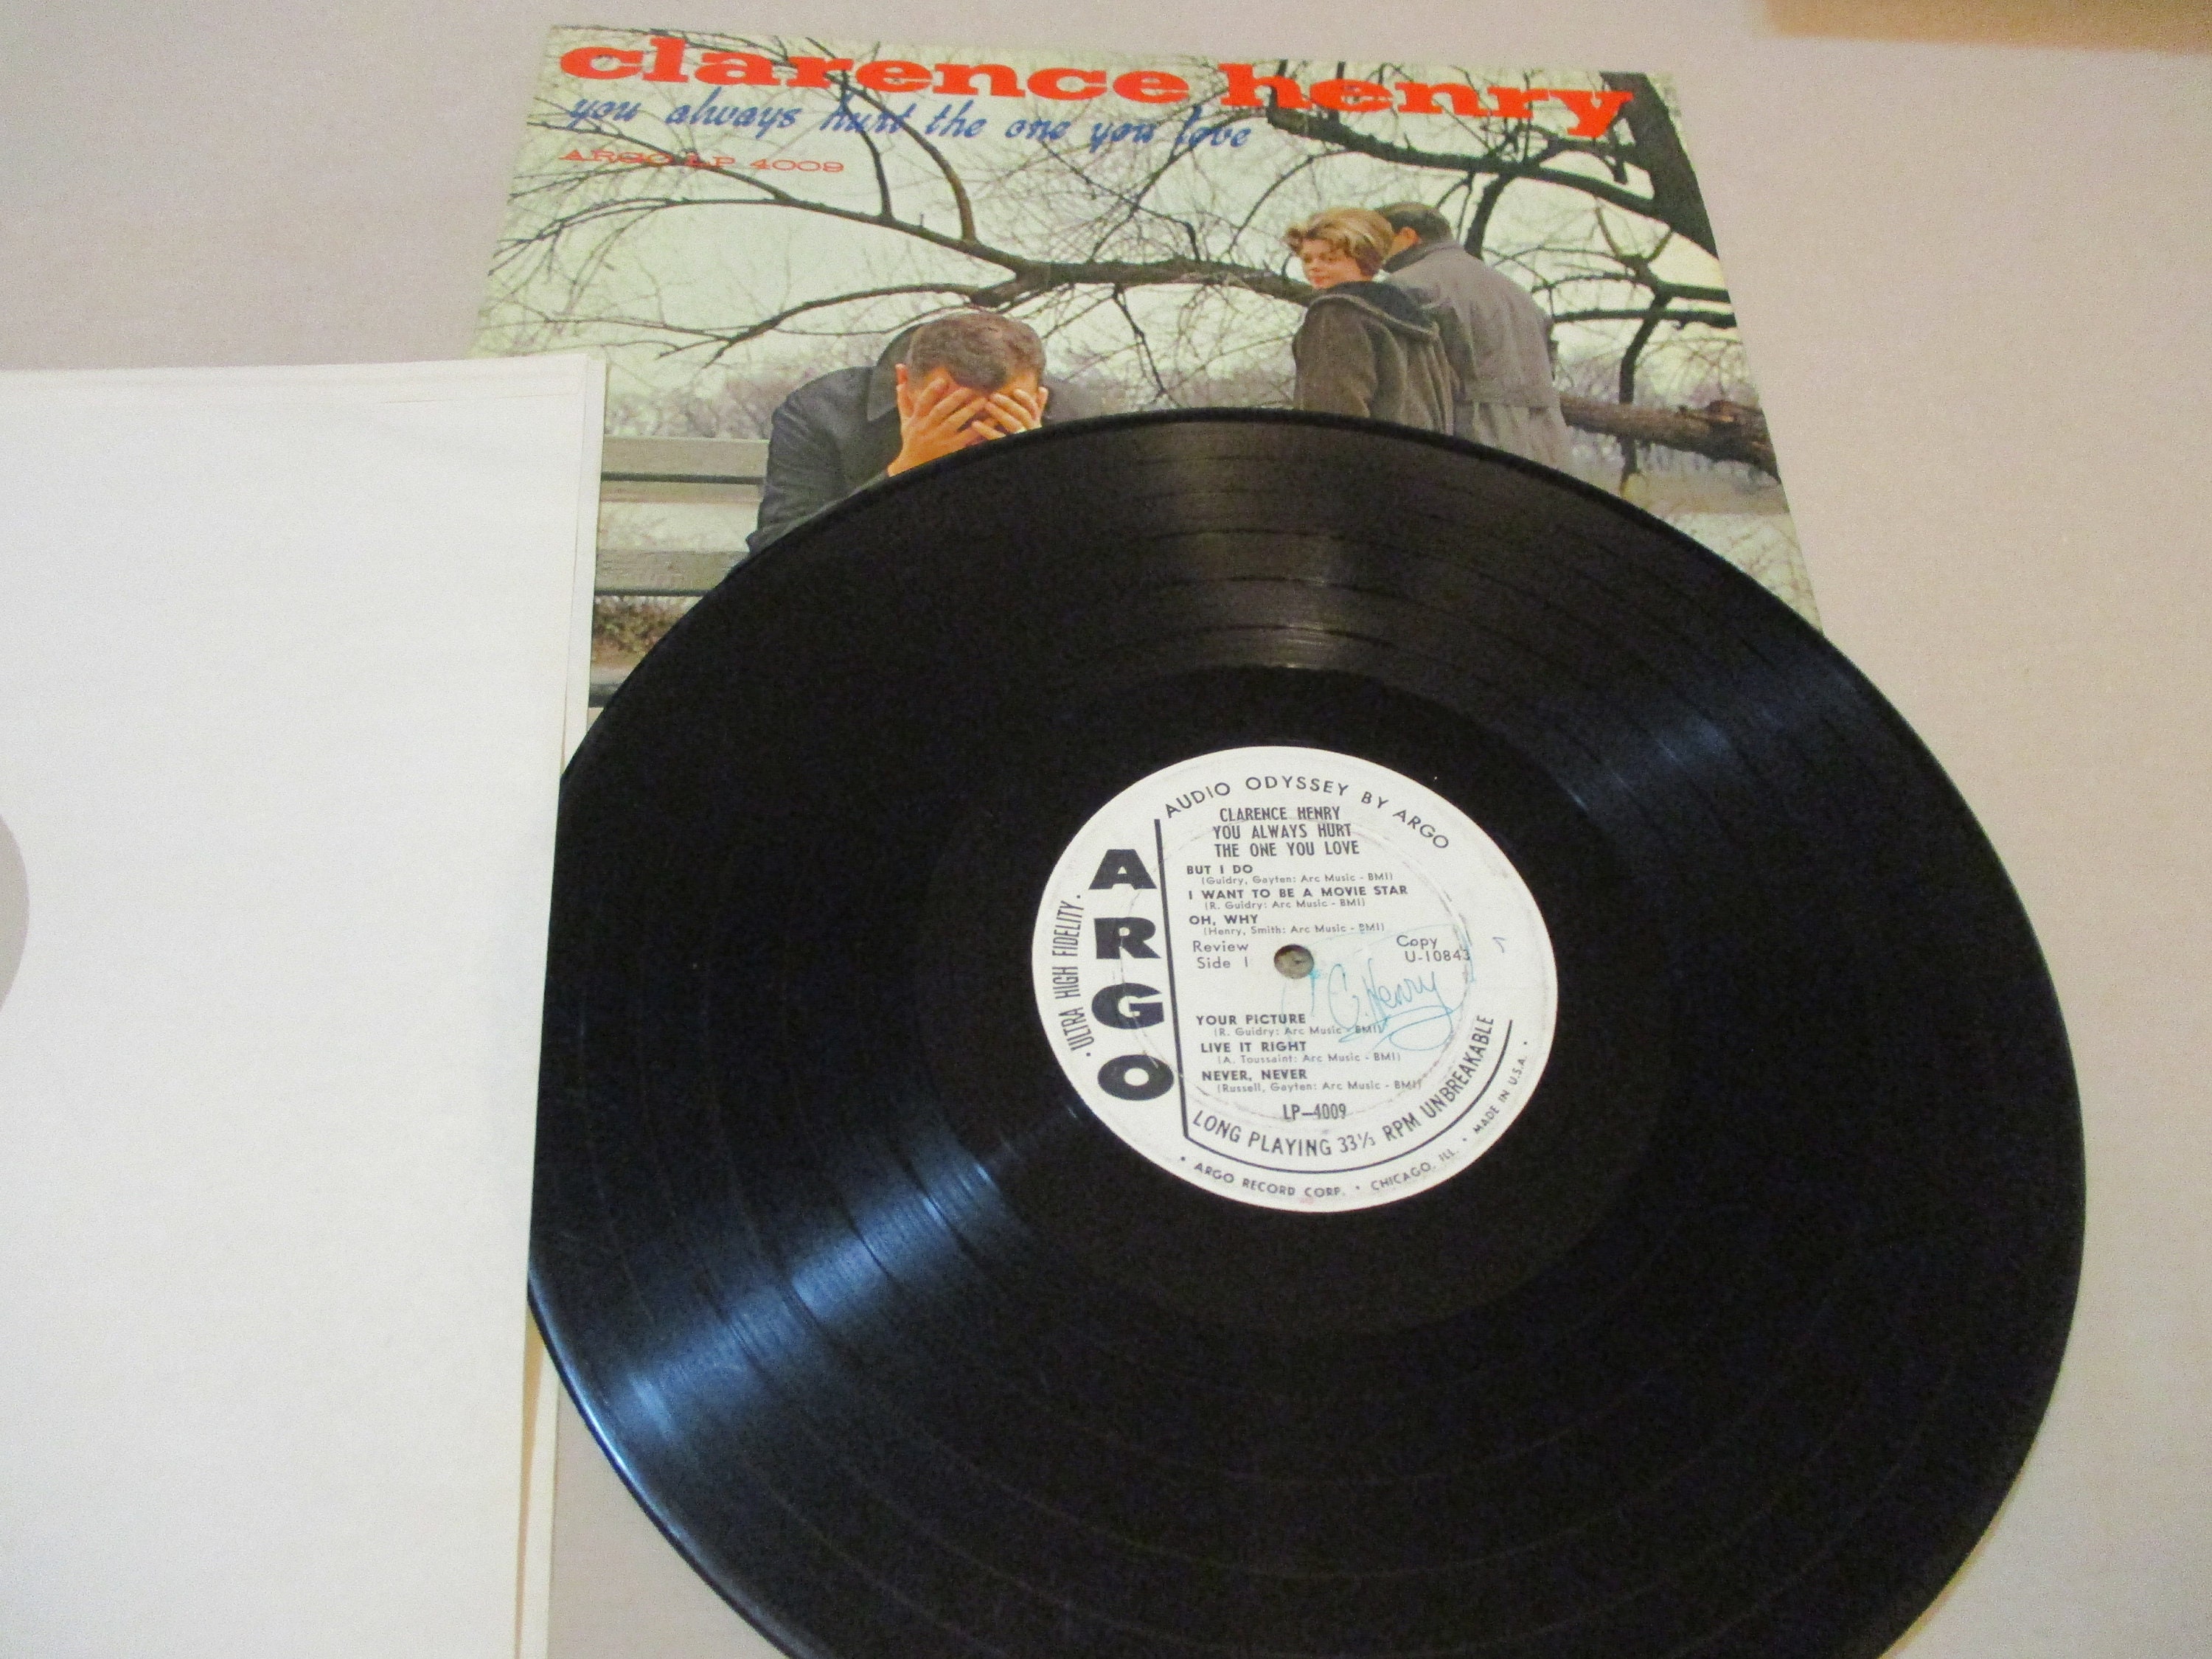 clarence henry
you always hurt the one you love
ARGO LP 4009
AUDIO ODYSSEY BY ARGO
CLARENCE HENRY
YOU ALWAYS HURT
THE ONE YOU LOVE
BUT I DO
(Guidry, Gayten: Arc Music - BMI)
I WANT TO BE A MOVIE STAR
(R. Guidry: Arc Music - BMI)
OH, WHY
(Henry, Smith: Arc Music - BMI)
Review Copy
Side 1 U-10843
C. Henry
YOUR PICTURE
(R. Guidry: Arc Music - BMI)
LIVE IT RIGHT
(A. Toussaint: Arc Music - BMI)
NEVER, NEVER
(Russell, Gayten: Arc Music - BMI)
LP-4009
LONG PLAYING 33⅓ RPM UNBREAKABLE
• ARGO RECORD CORP. • CHICAGO, ILL. • MADE IN U.S.A. •
ARGO
• ULTRA HIGH FIDELITY •